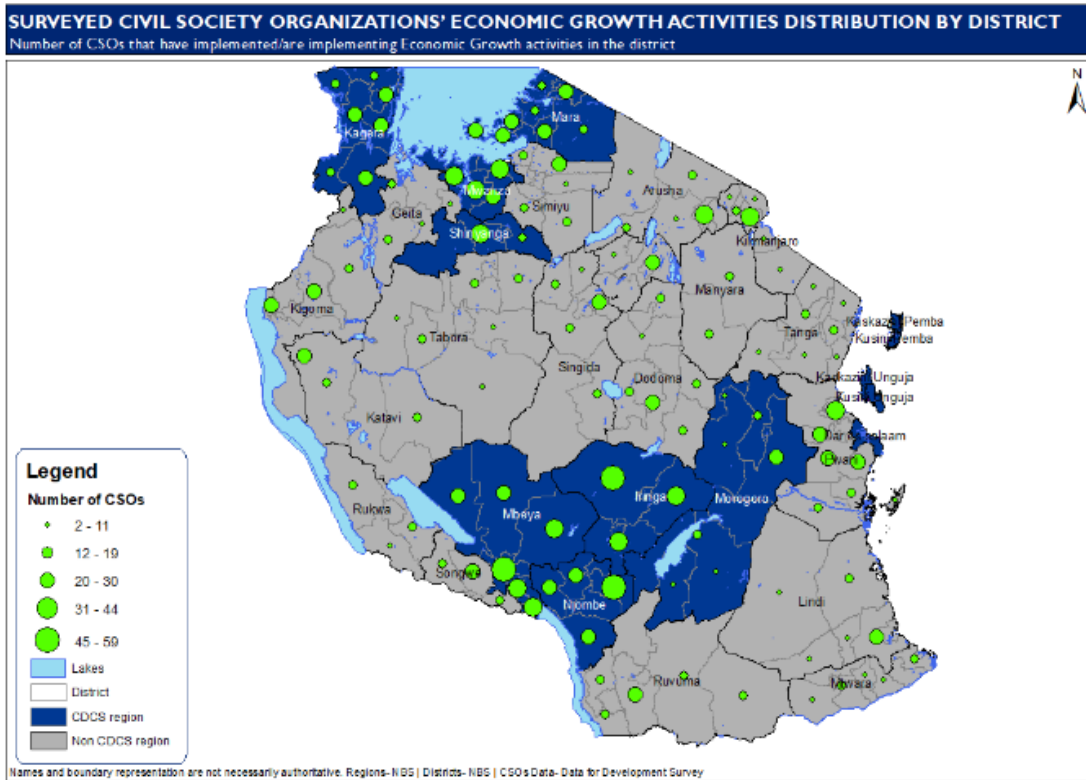 SURVEYED CIVIL SOCIETY ORGANIZATIONS' ECONOMIC GROWTH ACTIVITIES DISTRIBUTION BY DISTRICT
Number of CSOs that have implemented/are implementing Economic Growth activities in the district
N
Mara
Kagera
Mwanza
Arusha
Geita
Simiyu
Shinyanga
Kilimanjaro
Manyara
Kigoma
Kaskazini Pemba
Tanga
Kusini Pemba
Tabora
Singida
Dodoma
Kaskazini Unguja
Kusini Unguja
Katavi
Dar es Salaam
Pwani
Legend
Number of CSOs
2 - 11
12 - 19
20 - 30
31 - 44
45 - 59
Lakes
District
CDCS region
Non CDCS region
Iringa
Morogoro
Rukwa
Mbeya
Songwe
Njombe
Lindi
Ruvuma
Mtwara
Names and boundary representation are not necessarily authoritative. Regions- NBS | Districts- NBS | CSOs Data- Data for Development Survey